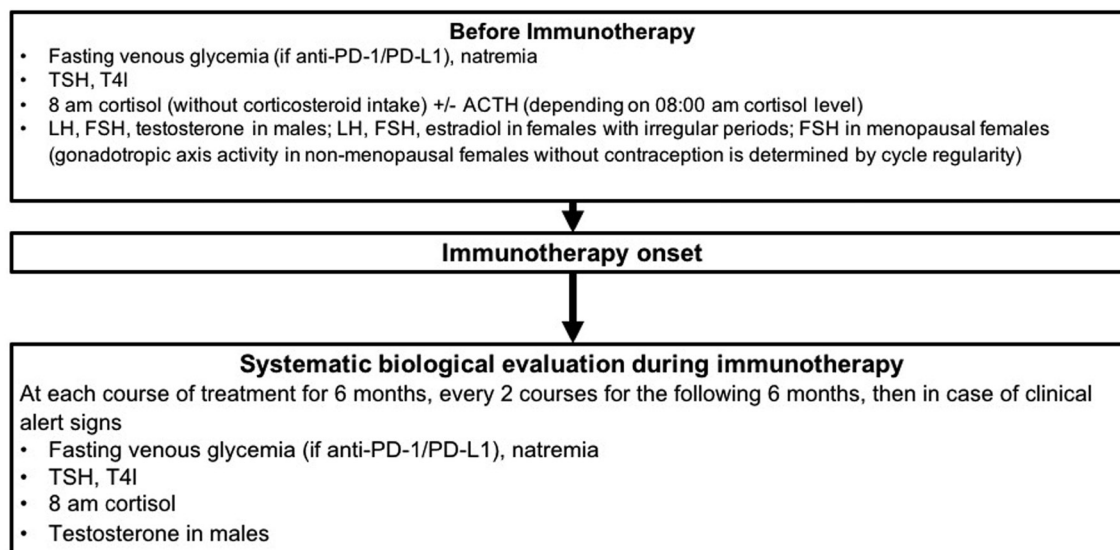 Before Immunotherapy
• Fasting venous glycemia (if anti-PD-1/PD-L1), natremia
• TSH, T4l
• 8 am cortisol (without corticosteroid intake) +/- ACTH (depending on 08:00 am cortisol level)
• LH, FSH, testosterone in males; LH, FSH, estradiol in females with irregular periods; FSH in menopausal females
(gonadotropic axis activity in non-menopausal females without contraception is determined by cycle regularity)
Immunotherapy onset
Systematic biological evaluation during immunotherapy
At each course of treatment for 6 months, every 2 courses for the following 6 months, then in case of clinical
alert signs
• Fasting venous glycemia (if anti-PD-1/PD-L1), natremia
• TSH, T4l
• 8 am cortisol
• Testosterone in males